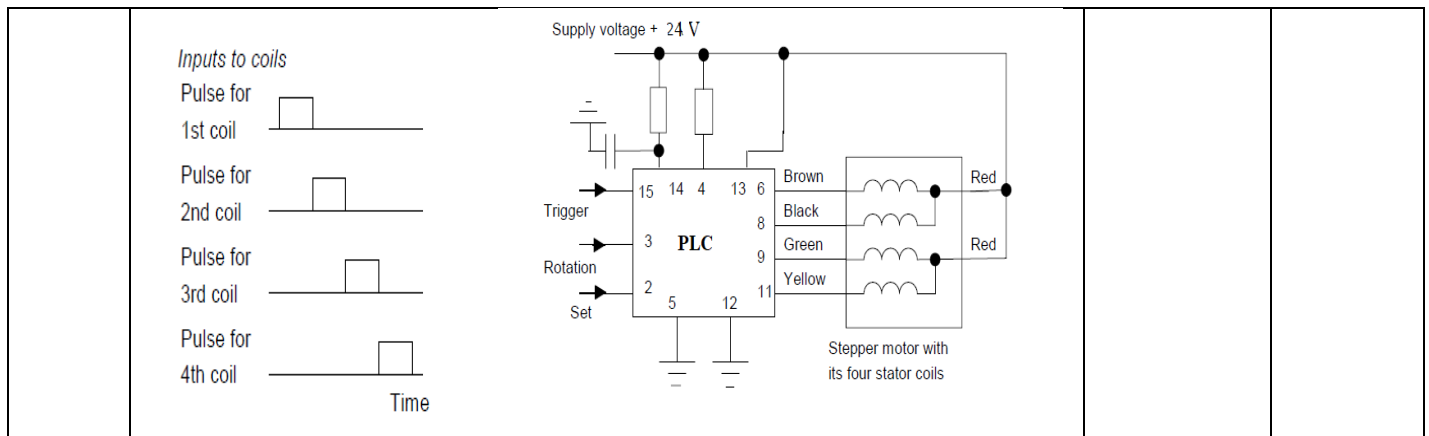 Inputs to coils
Pulse for
1st coil
Pulse for
2nd coil
Pulse for
3rd coil
Pulse for
4th coil
Time
Supply voltage + 24 V
15 14 4 13 6
Brown
Red
Trigger
8
Black
3
PLC
9
Green
Red
Rotation
2
11
Yellow
Set
5
12
Stepper motor with
its four stator coils